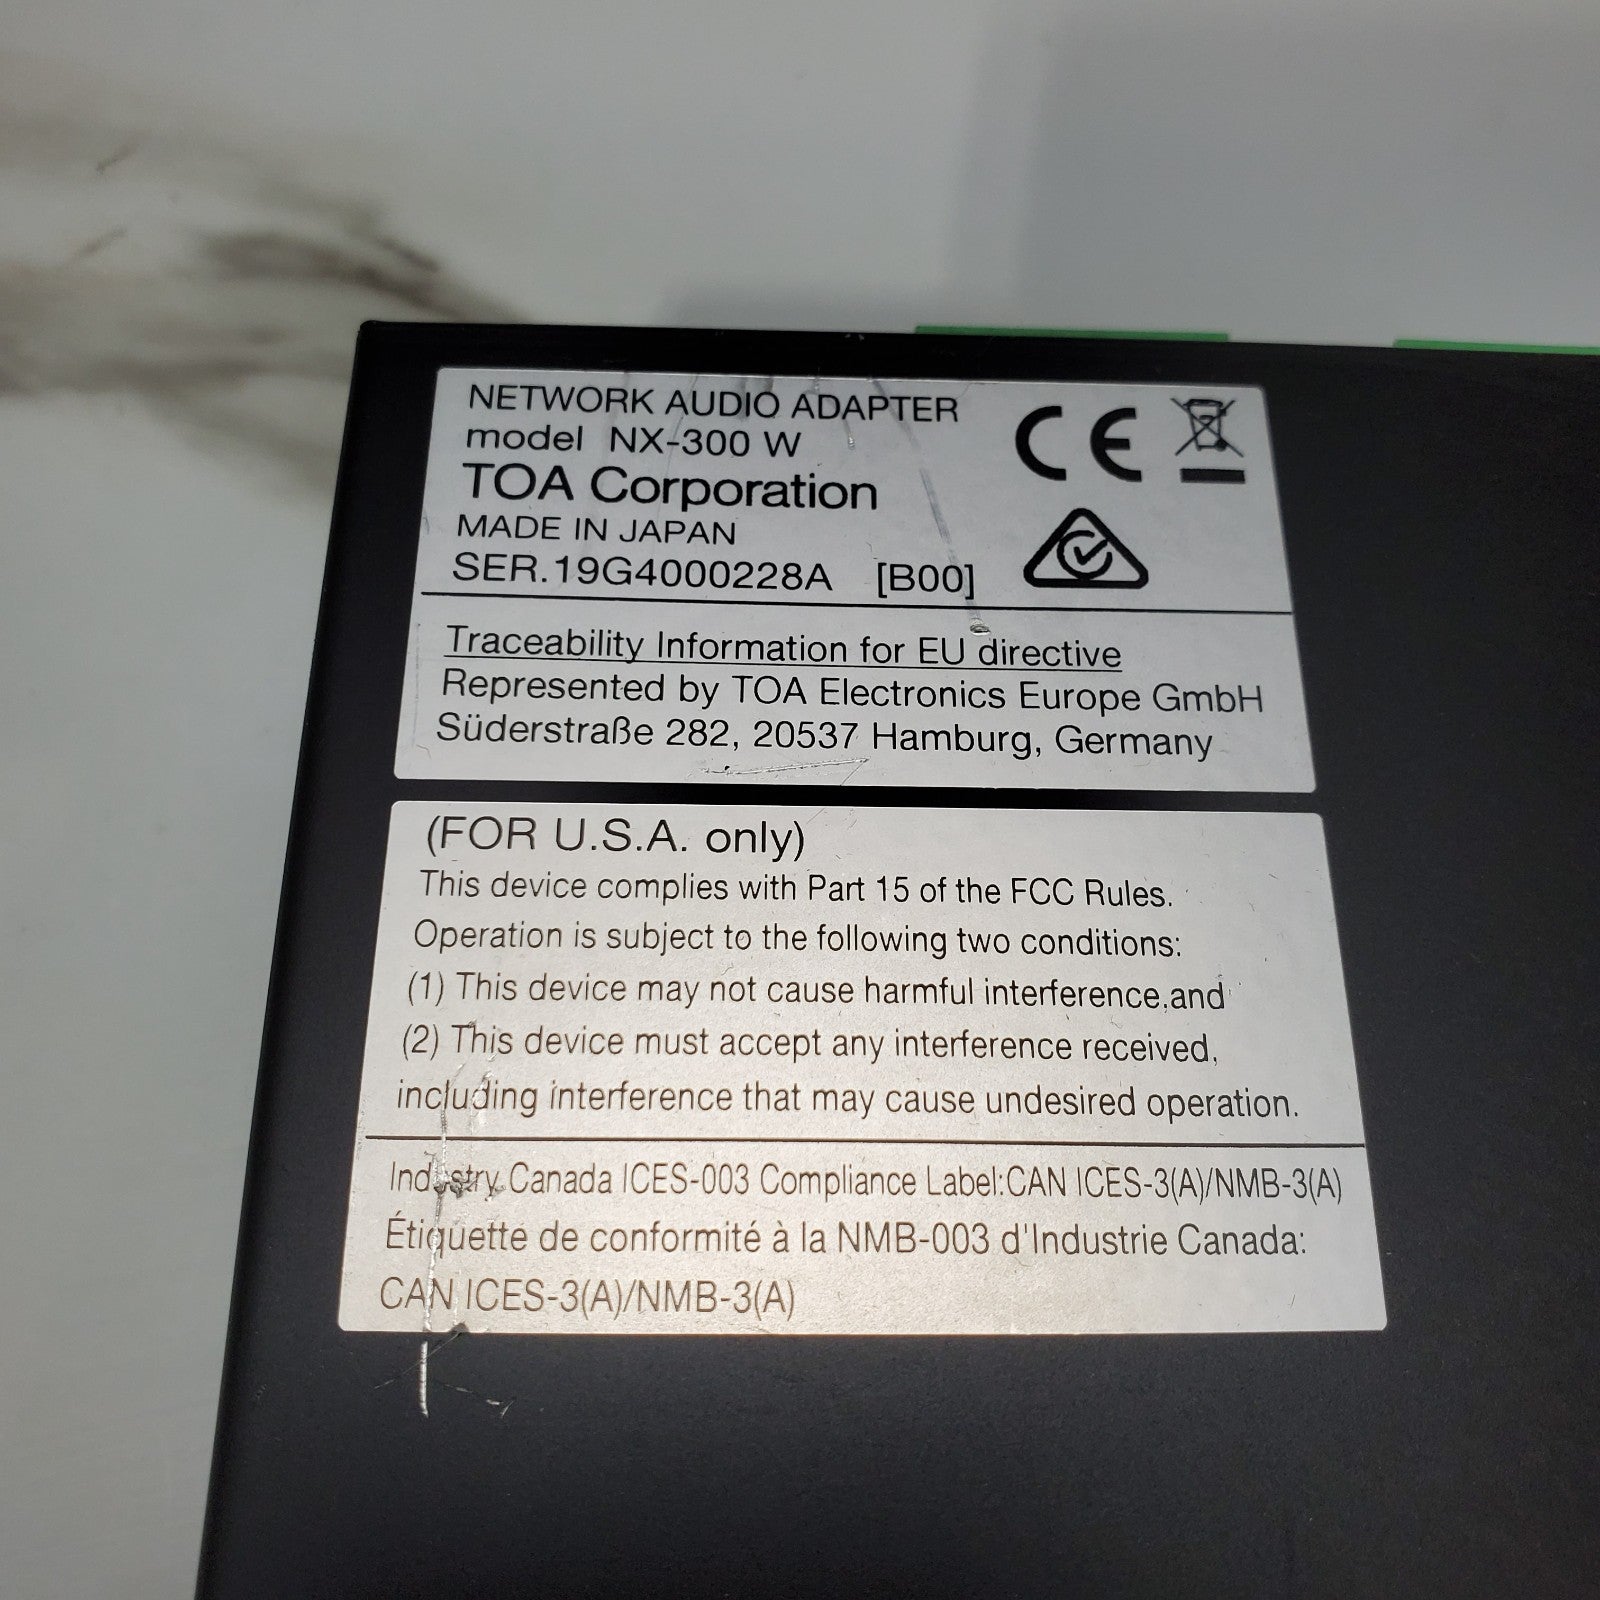 NETWORK AUDIO ADAPTER
model NX-300 W
TOA Corporation
MADE IN JAPAN
SER.19G4000228A [B00]
CE
Traceability Information for EU directive
Represented by TOA Electronics Europe GmbH
Süderstraße 282, 20537 Hamburg, Germany
(FOR U.S.A. only)
This device complies with Part 15 of the FCC Rules.
Operation is subject to the following two conditions:
(1) This device may not cause harmful interference,and
(2) This device must accept any interference received,
including interference that may cause undesired operation.
Industry Canada ICES-003 Compliance Label:CAN ICES-3(A)/NMB-3(A)
Étiquette de conformité à la NMB-003 d'Industrie Canada:
CAN ICES-3(A)/NMB-3(A)